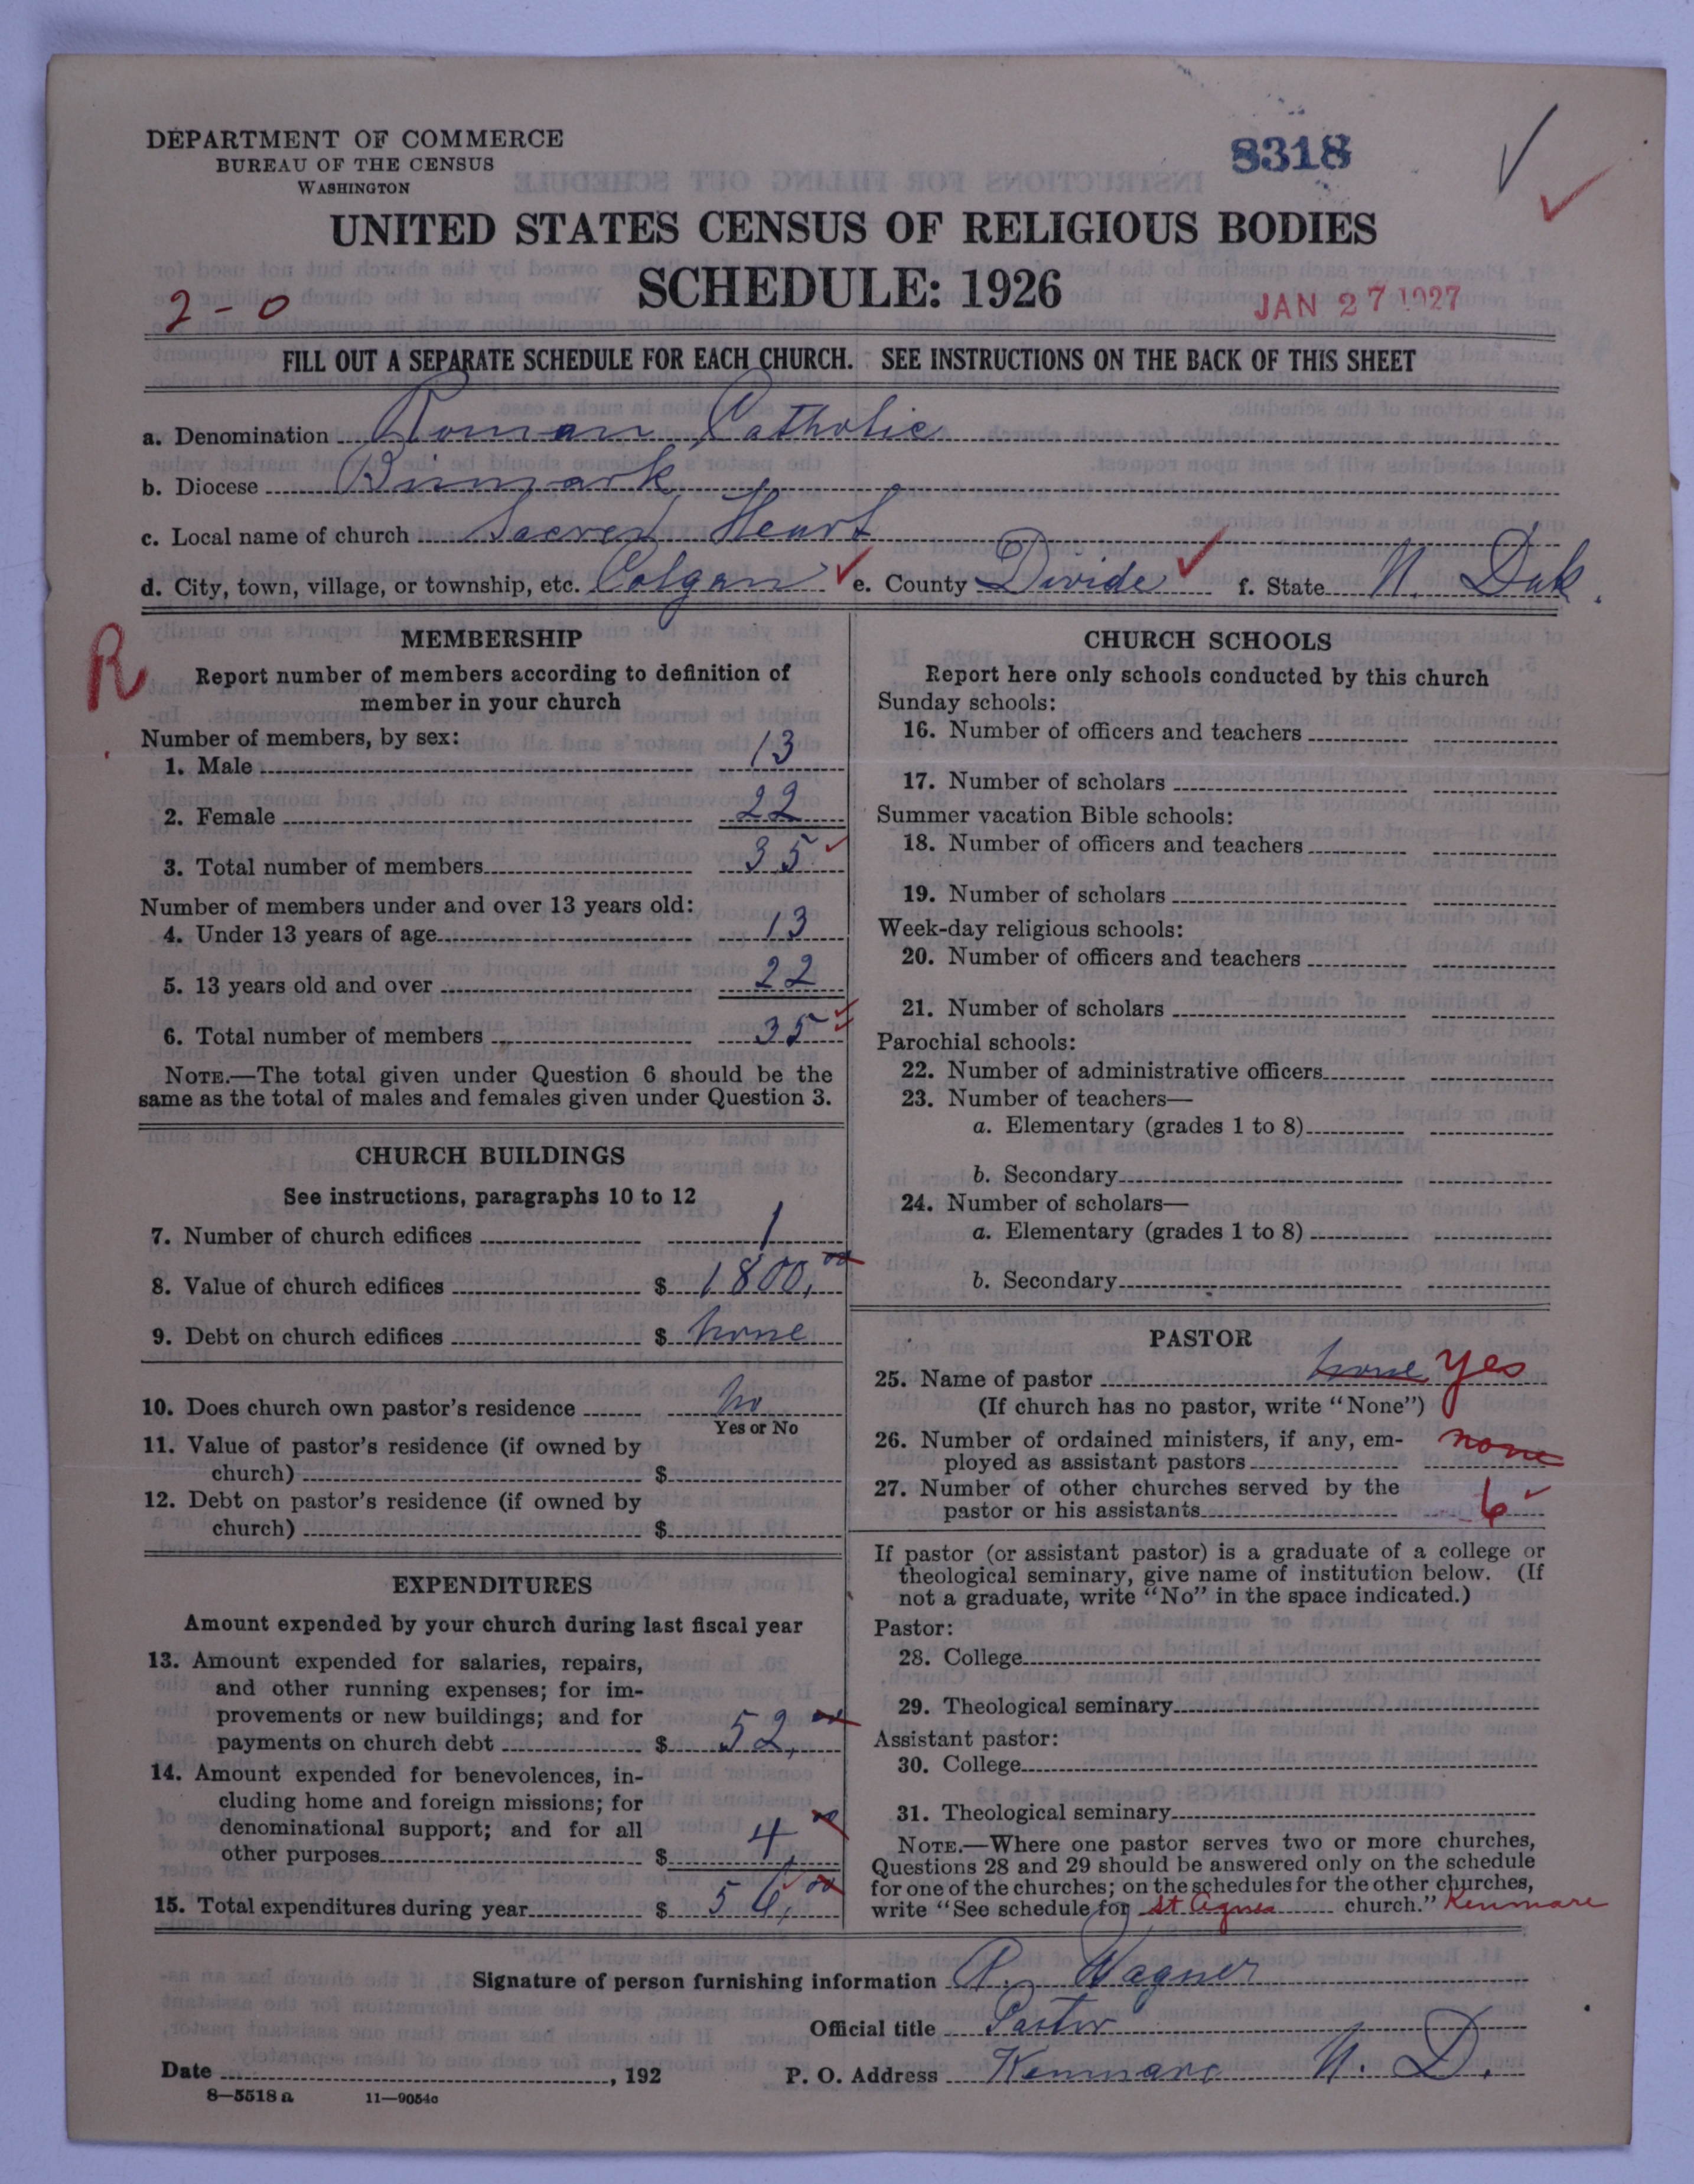 DEPARTMENT OF COMMERCE
BUREAU OF THE CENSUS
WASHINGTON
8318
UNITED STATES CENSUS OF RELIGIOUS BODIES
SCHEDULE: 1926
2-0
JAN 27 1927
FILL OUT A SEPARATE SCHEDULE FOR EACH CHURCH. SEE INSTRUCTIONS ON THE BACK OF THIS SHEET
a. Denomination Roman Catholic
b. Diocese Bismark
c. Local name of church Sacred Heart
d. City, town, village, or township, etc. Colgan e. County Divide f. State N. Dak.
R
MEMBERSHIP
Report number of members according to definition of
member in your church
Number of members, by sex:
1. Male 13
2. Female 22
3. Total number of members 35
Number of members under and over 13 years old:
4. Under 13 years of age 13
5. 13 years old and over 22
6. Total number of members 35
NOTE.—The total given under Question 6 should be the
same as the total of males and females given under Question 3.
CHURCH BUILDINGS
See instructions, paragraphs 10 to 12
7. Number of church edifices 1
8. Value of church edifices $ 1800,00
9. Debt on church edifices $ none
10. Does church own pastor's residence no
Yes or No
11. Value of pastor's residence (if owned by
church) $
12. Debt on pastor's residence (if owned by
church) $
EXPENDITURES
Amount expended by your church during last fiscal year
13. Amount expended for salaries, repairs,
and other running expenses; for im-
provements or new buildings; and for
payments on church debt $ 52,00
14. Amount expended for benevolences, in-
cluding home and foreign missions; for
denominational support; and for all
other purposes $ 4,00
15. Total expenditures during year $ 56,00
CHURCH SCHOOLS
Report here only schools conducted by this church
Sunday schools:
16. Number of officers and teachers
17. Number of scholars
Summer vacation Bible schools:
18. Number of officers and teachers
19. Number of scholars
Week-day religious schools:
20. Number of officers and teachers
21. Number of scholars
Parochial schools:
22. Number of administrative officers
23. Number of teachers—
a. Elementary (grades 1 to 8)
b. Secondary
24. Number of scholars—
a. Elementary (grades 1 to 8)
b. Secondary
PASTOR
25. Name of pastor none yes
(If church has no pastor, write "None")
26. Number of ordained ministers, if any, em-
ployed as assistant pastors none
27. Number of other churches served by the
pastor or his assistants 6
If pastor (or assistant pastor) is a graduate of a college or
theological seminary, give name of institution below. (If
not a graduate, write "No" in the space indicated.)
Pastor:
28. College
29. Theological seminary
Assistant pastor:
30. College
31. Theological seminary
NOTE.—Where one pastor serves two or more churches,
Questions 28 and 29 should be answered only on the schedule
for one of the churches; on the schedules for the other churches,
write "See schedule for St Agnes church." Kenmare
Signature of person furnishing information R. Wagner
Official title Pastor
Date , 192 P. O. Address Kenmare N. D.
8—5518 a 11—9054c